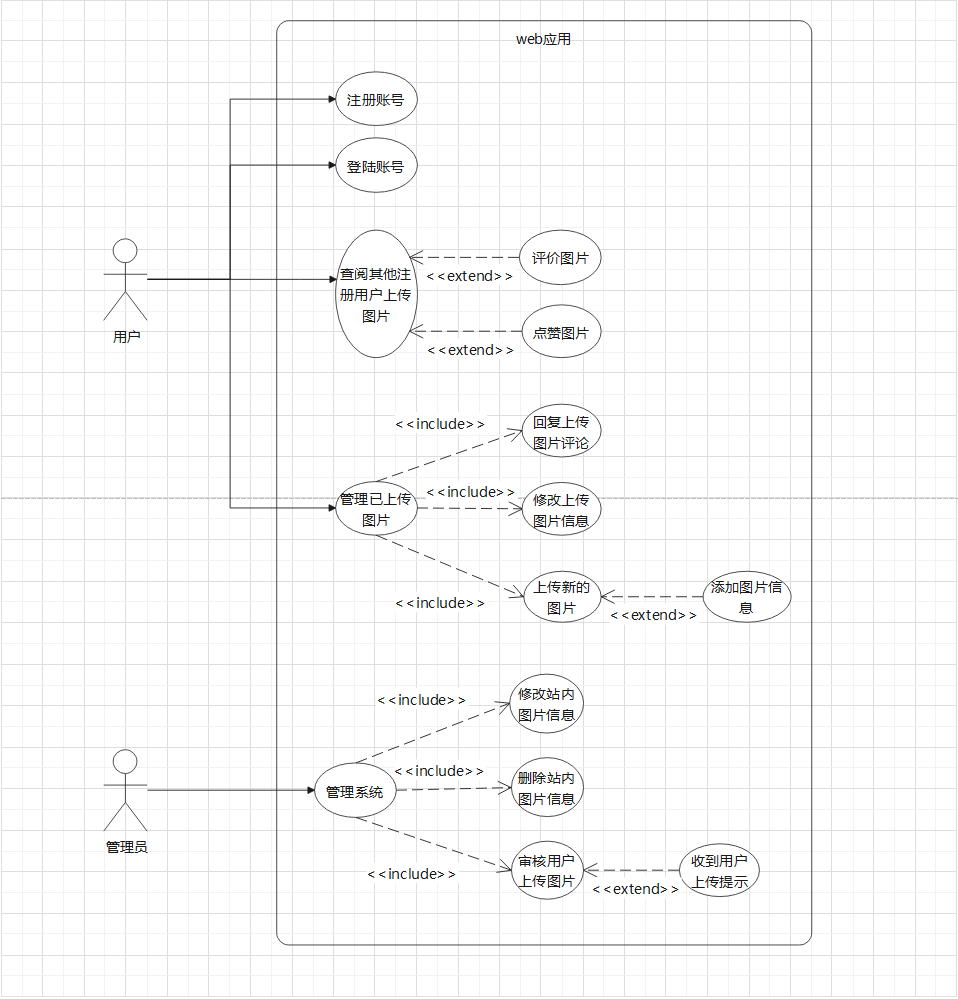 web应用
注册账号
登陆账号
查阅其他注
册用户上传
图片
评价图片
<<extend>>
点赞图片
<<extend>>
用户
<<include>>
回复上传
图片评论
管理已上传
图片
<<include>>
修改上传
图片信息
<<include>>
上传新的
图片
<<extend>>
添加图片信
息
<<include>>
修改站内
图片信息
管理员
管理系统
<<include>>
删除站内
图片信息
<<include>>
审核用户
上传图片
<<extend>>
收到用户
上传提示